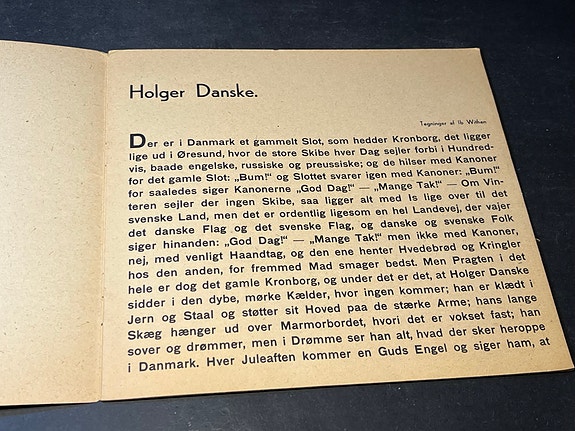 Holger Danske.
Tegninger af Ib Withen
Der er i Danmark et gammelt Slot, som hedder Kronborg, det ligger
lige ud i Øresund, hvor de store Skibe hver Dag sejler forbi i Hundred-
vis, baade engelske, russiske og preussiske; og de hilser med Kanoner
for det gamle Slot: „Bum!“ og Slottet svarer igen med Kanoner: „Bum!“
for saaledes siger Kanonerne „God Dag!“ — „Mange Tak!“ — Om Vin-
teren sejler der ingen Skibe, saa ligger alt med Is lige over til det
svenske Land, men det er ordentlig ligesom en hel Landevej, der vajer
det danske Flag og det svenske Flag, og danske og svenske Folk
siger hinanden: „God Dag!“ — „Mange Tak!“ men ikke med Kanoner,
nej, med venligt Haandtag, og den ene henter Hvedebrød og Kringler
hos den anden, for fremmed Mad smager bedst. Men Pragten i det
hele er dog det gamle Kronborg, og under det er det, at Holger Danske
sidder i den dybe, mørke Kælder, hvor ingen kommer; han er klædt i
Jern og Staal og støtter sit Hoved paa de stærke Arme; hans lange
Skæg hænger ud over Marmorbordet, hvori det er vokset fast; han
sover og drømmer, men i Drømme ser han alt, hvad der sker heroppe
i Danmark. Hver Juleaften kommer en Guds Engel og siger ham, at